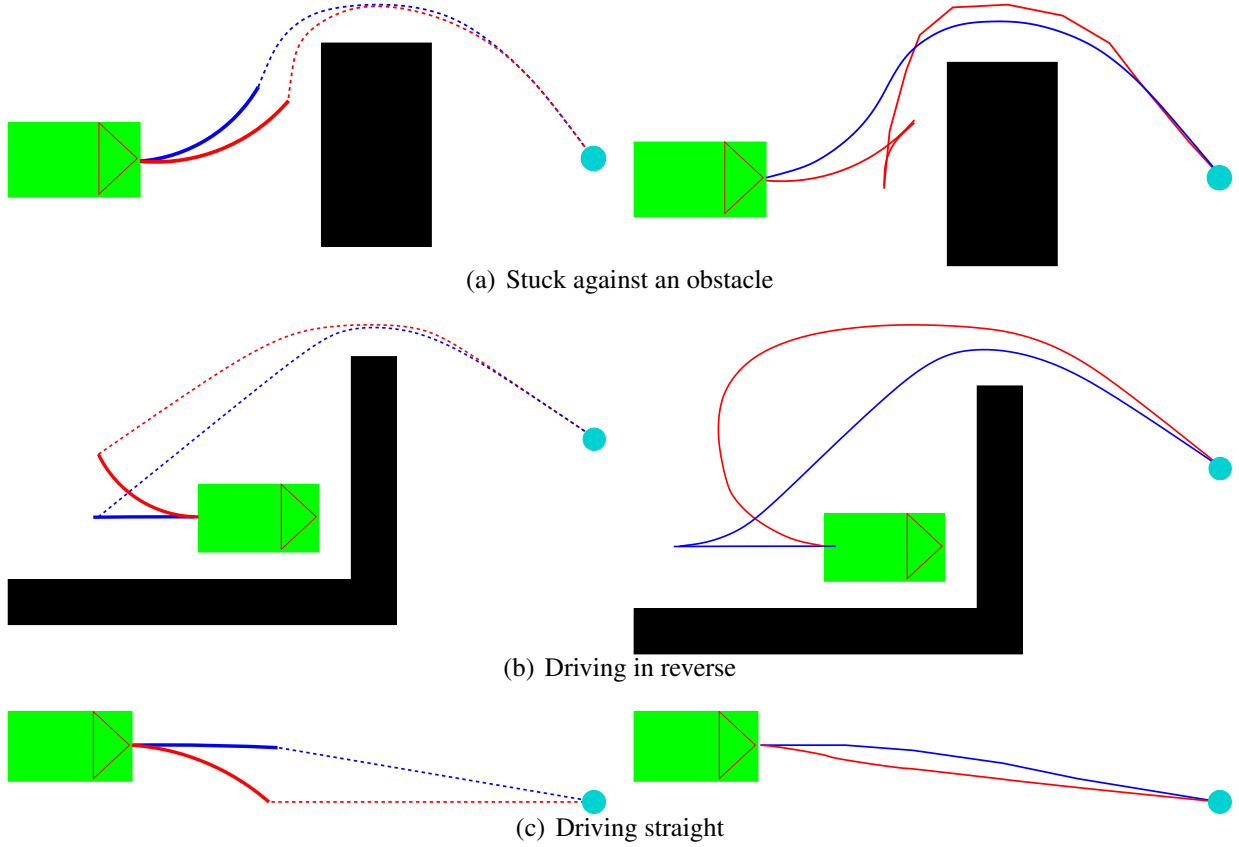 (a) Stuck against an obstacle
(b) Driving in reverse
(c) Driving straight